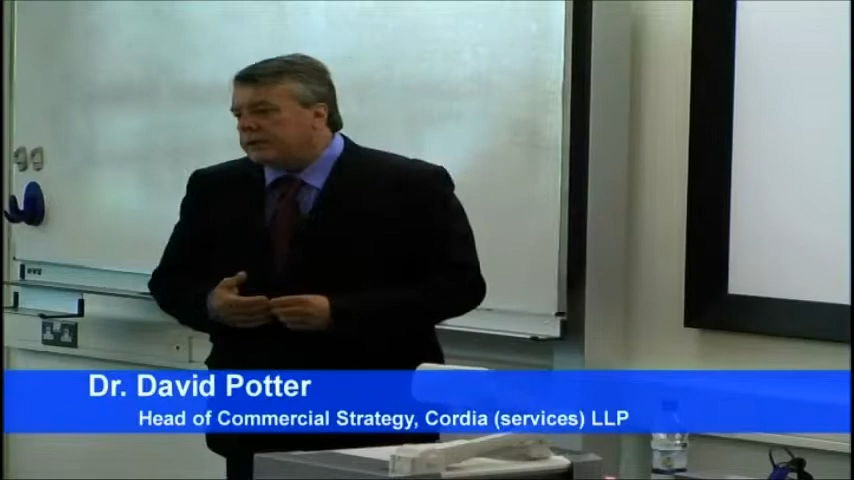 Dr. David Potter
Head of Commercial Strategy, Cordia (services) LLP